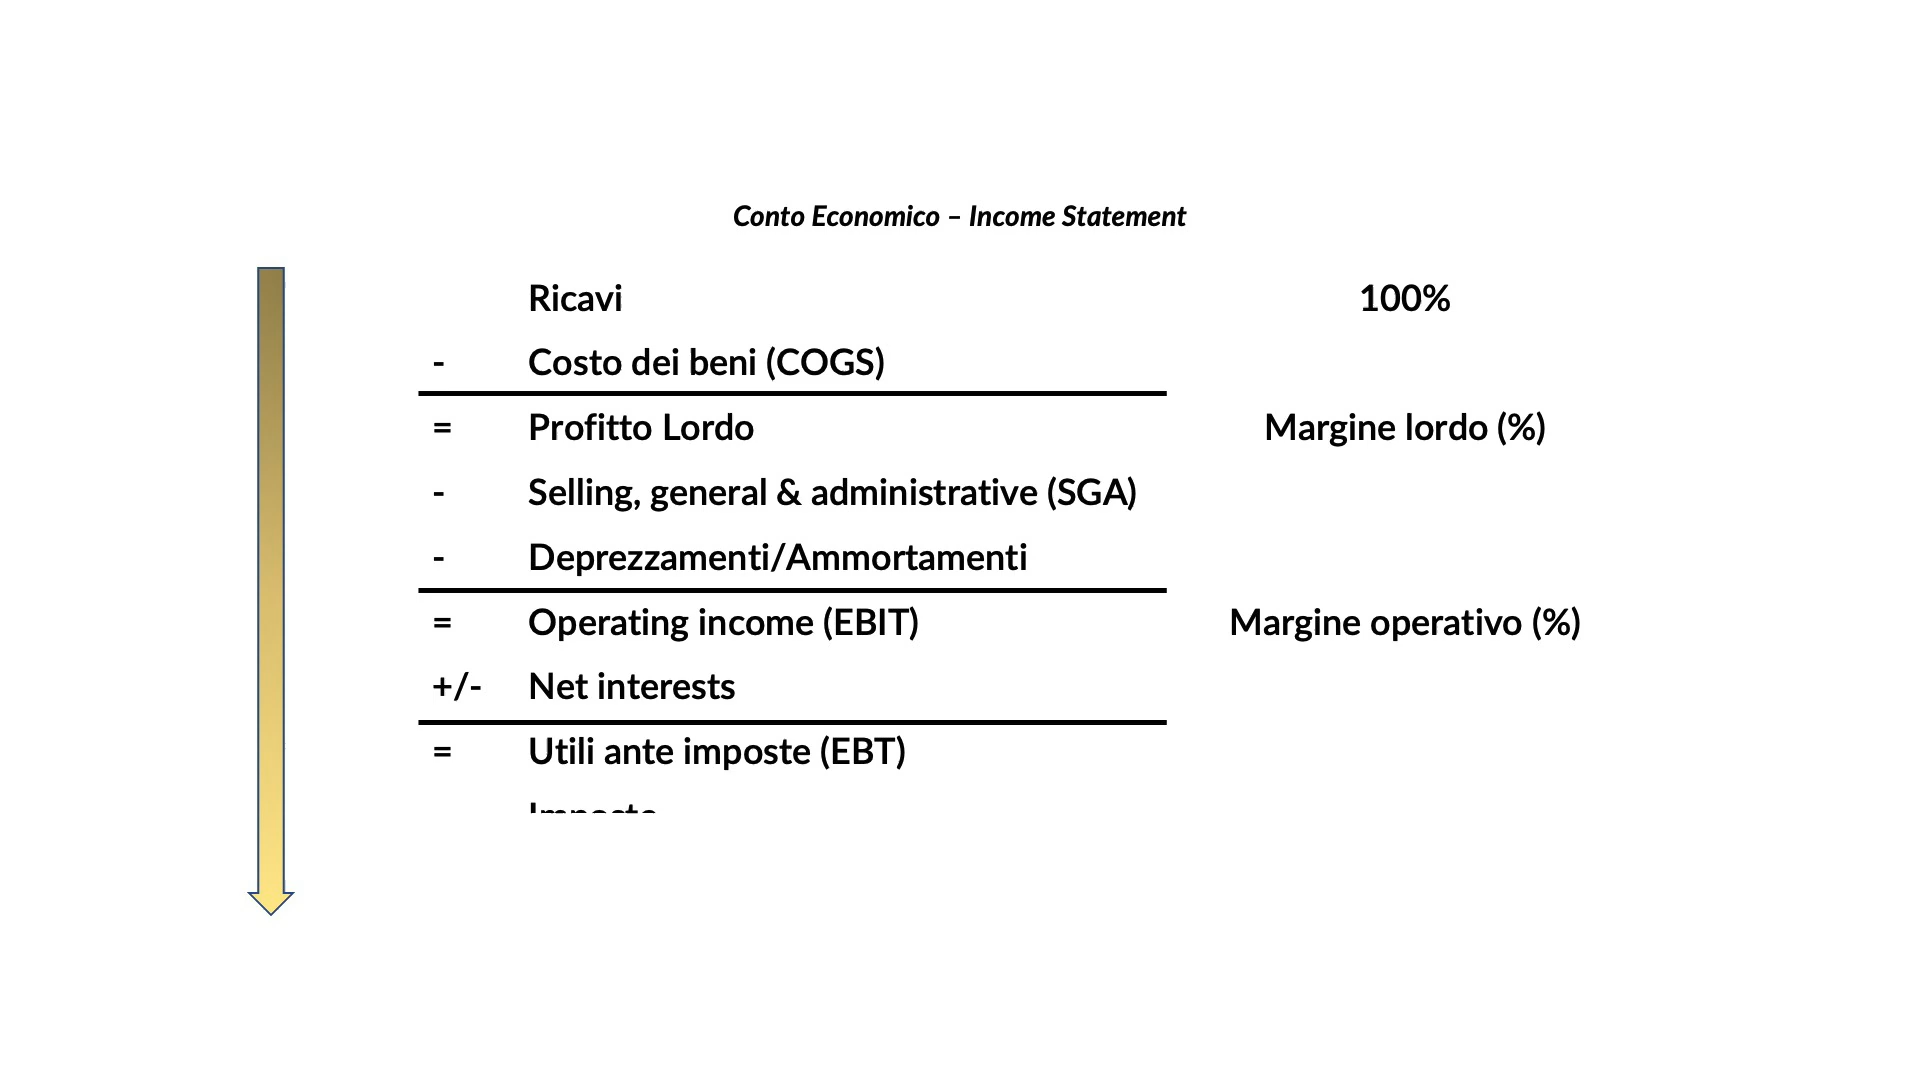 Conto Economico – Income Statement
Ricavi 100%
- Costo dei beni (COGS)
= Profitto Lordo Margine lordo (%)
- Selling, general & administrative (SGA)
- Deprezzamenti/Ammortamenti
= Operating income (EBIT) Margine operativo (%)
+/- Net interests
= Utili ante imposte (EBT)